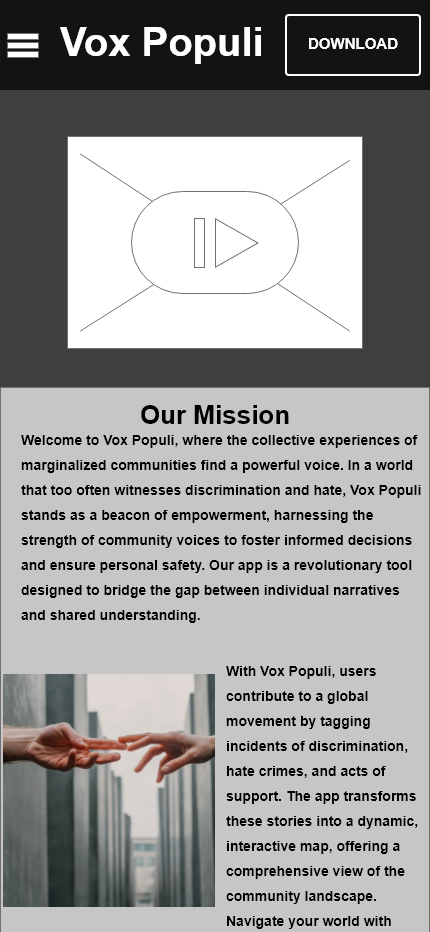 Vox Populi
DOWNLOAD
Our Mission
Welcome to Vox Populi, where the collective experiences of
marginalized communities find a powerful voice. In a world
that too often witnesses discrimination and hate, Vox Populi
stands as a beacon of empowerment, harnessing the
strength of community voices to foster informed decisions
and ensure personal safety. Our app is a revolutionary tool
designed to bridge the gap between individual narratives
and shared understanding.
With Vox Populi, users
contribute to a global
movement by tagging
incidents of discrimination,
hate crimes, and acts of
support. The app transforms
these stories into a dynamic,
interactive map, offering a
comprehensive view of the
community landscape.
Navigate your world with